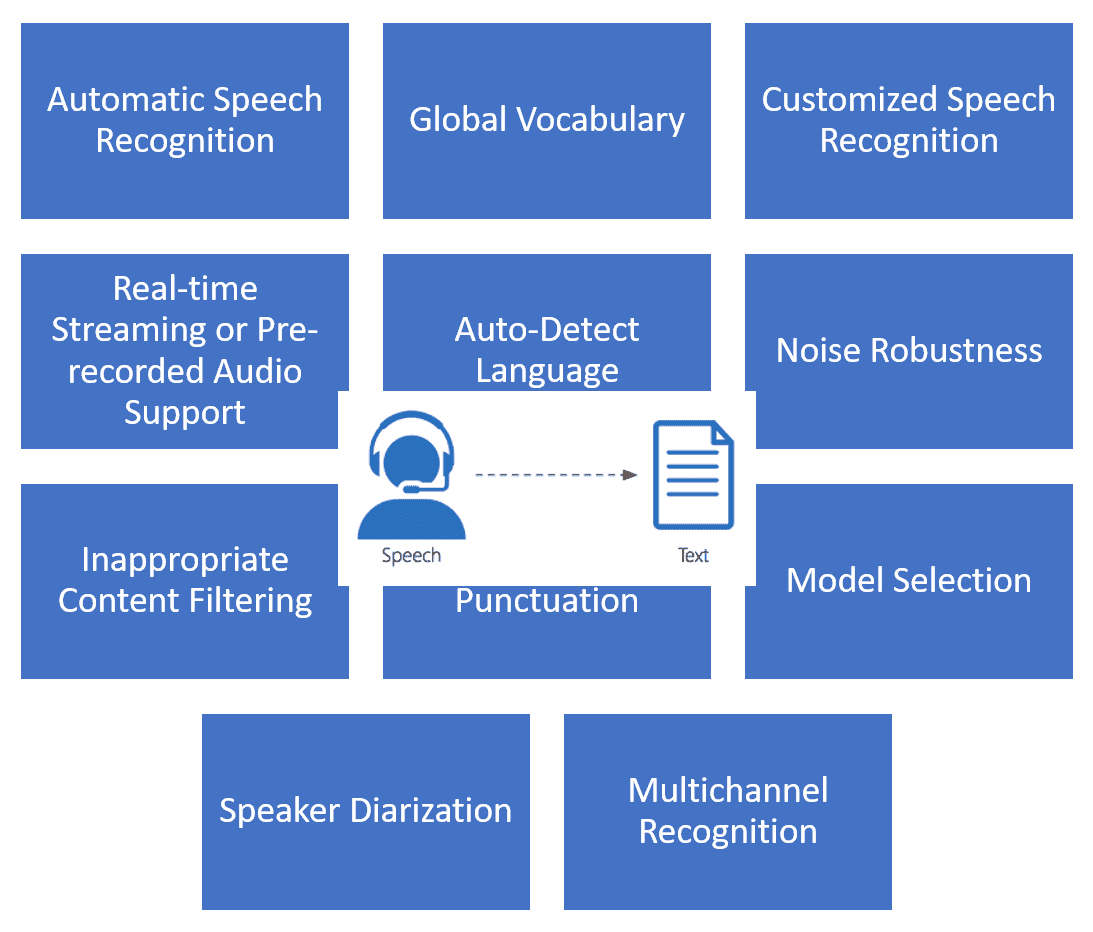 Automatic Speech
Recognition
Global Vocabulary
Customized Speech
Recognition
Real-time
Streaming or Pre-
recorded Audio
Support
Auto-Detect
Language
Noise Robustness
Inappropriate
Content Filtering
Speech
Text
Punctuation
Model Selection
Speaker Diarization
Multichannel
Recognition